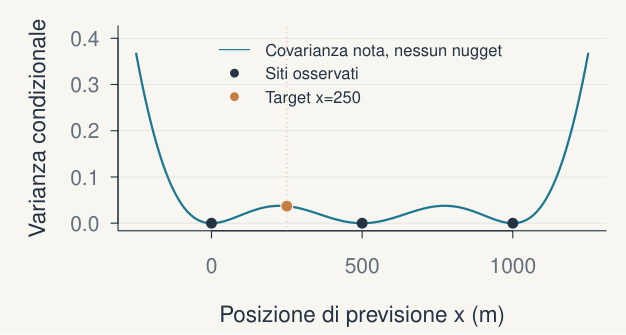 Varianza condizionale
0.4
0.3
0.2
0.1
0.0
Covarianza nota, nessun nugget
Siti osservati
Target x=250
0 500 1000
Posizione di previsione x (m)